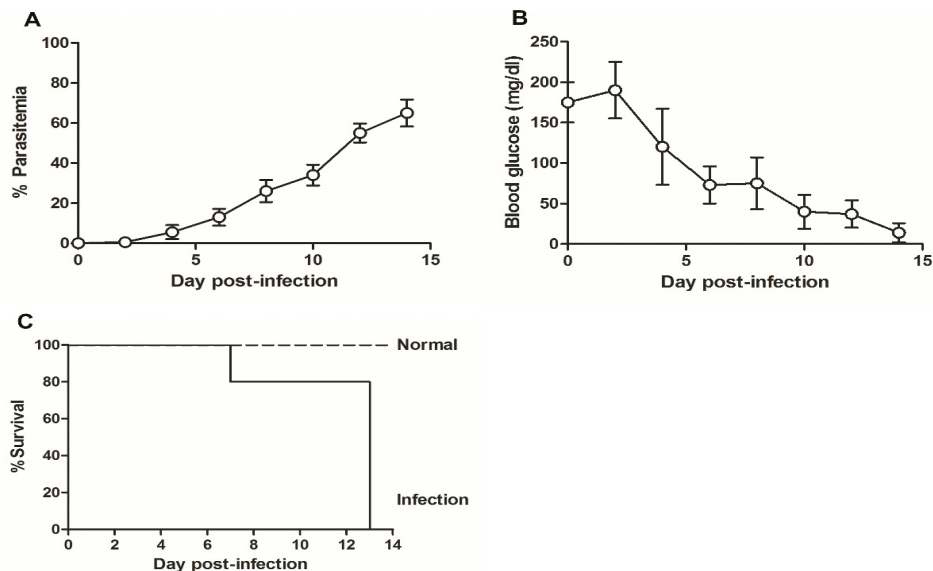 A
% Parasitemia
100
80
60
40
20
0
0 5 10 15
Day post-infection
B
Blood glucose (mg/dl)
250
200
150
100
50
0
0 5 10 15
Day post-infection
C
%Survival
100
80
60
40
20
0
Normal
Infection
0 2 4 6 8 10 12 14
Day post-infection